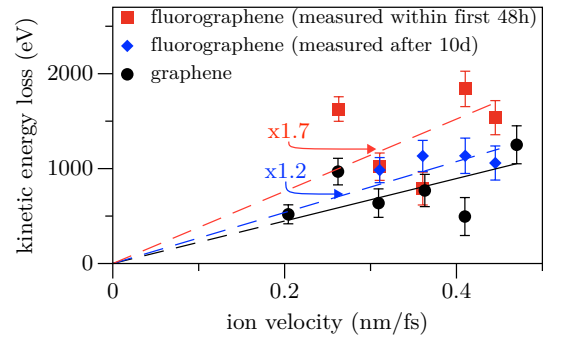 fluorographene (measured within first 48h)
fluorographene (measured after 10d)
graphene
kinetic energy loss (eV)
2000
1000
0
x1.7
x1.2
0
0.2
0.4
ion velocity (nm/fs)